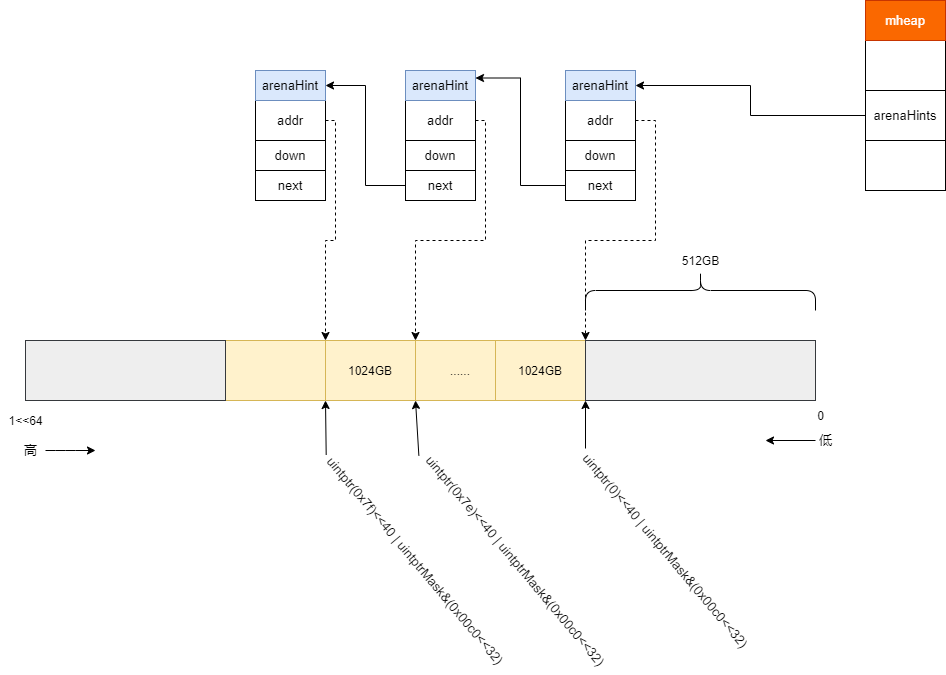 mheap
arenaHint
arenaHint
arenaHint
addr
addr
addr
arenaHints
down
down
down
next
next
next
512GB
1024GB
......
1024GB
1<<64
0
高
低
uintptr(0x7f)<<40 | uintptrMask&(0x00c0<<32)
uintptr(0x7e)<<40 | uintptrMask&(0x00c0<<32)
uintptr(0)<<40 | uintptrMask&(0x00c0<<32)